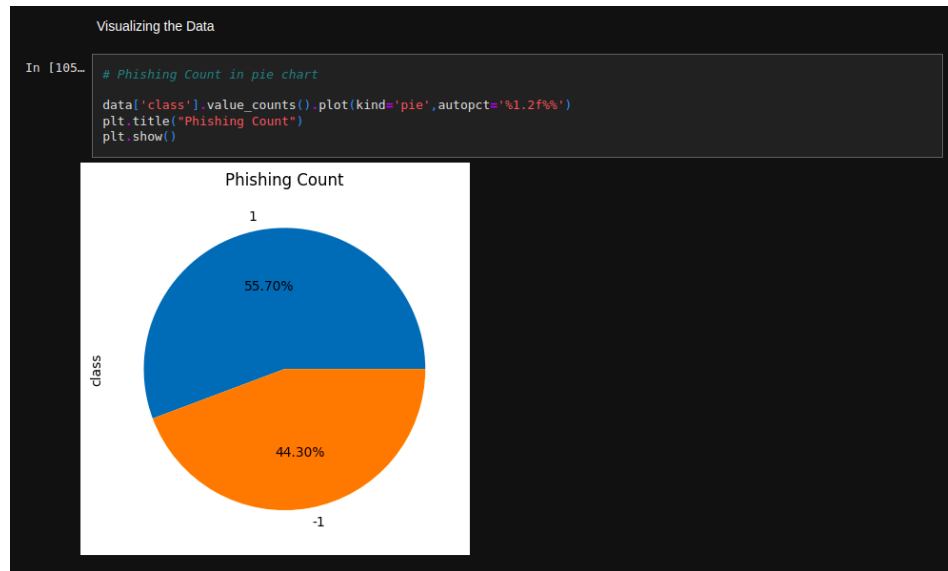 Visualizing the Data
In [105…
# Phishing Count in pie chart
data['class'].value_counts().plot(kind='pie',autopct='%1.2f%%')
plt.title("Phishing Count")
plt.show()
Phishing Count
1
55.70%
class
44.30%
-1